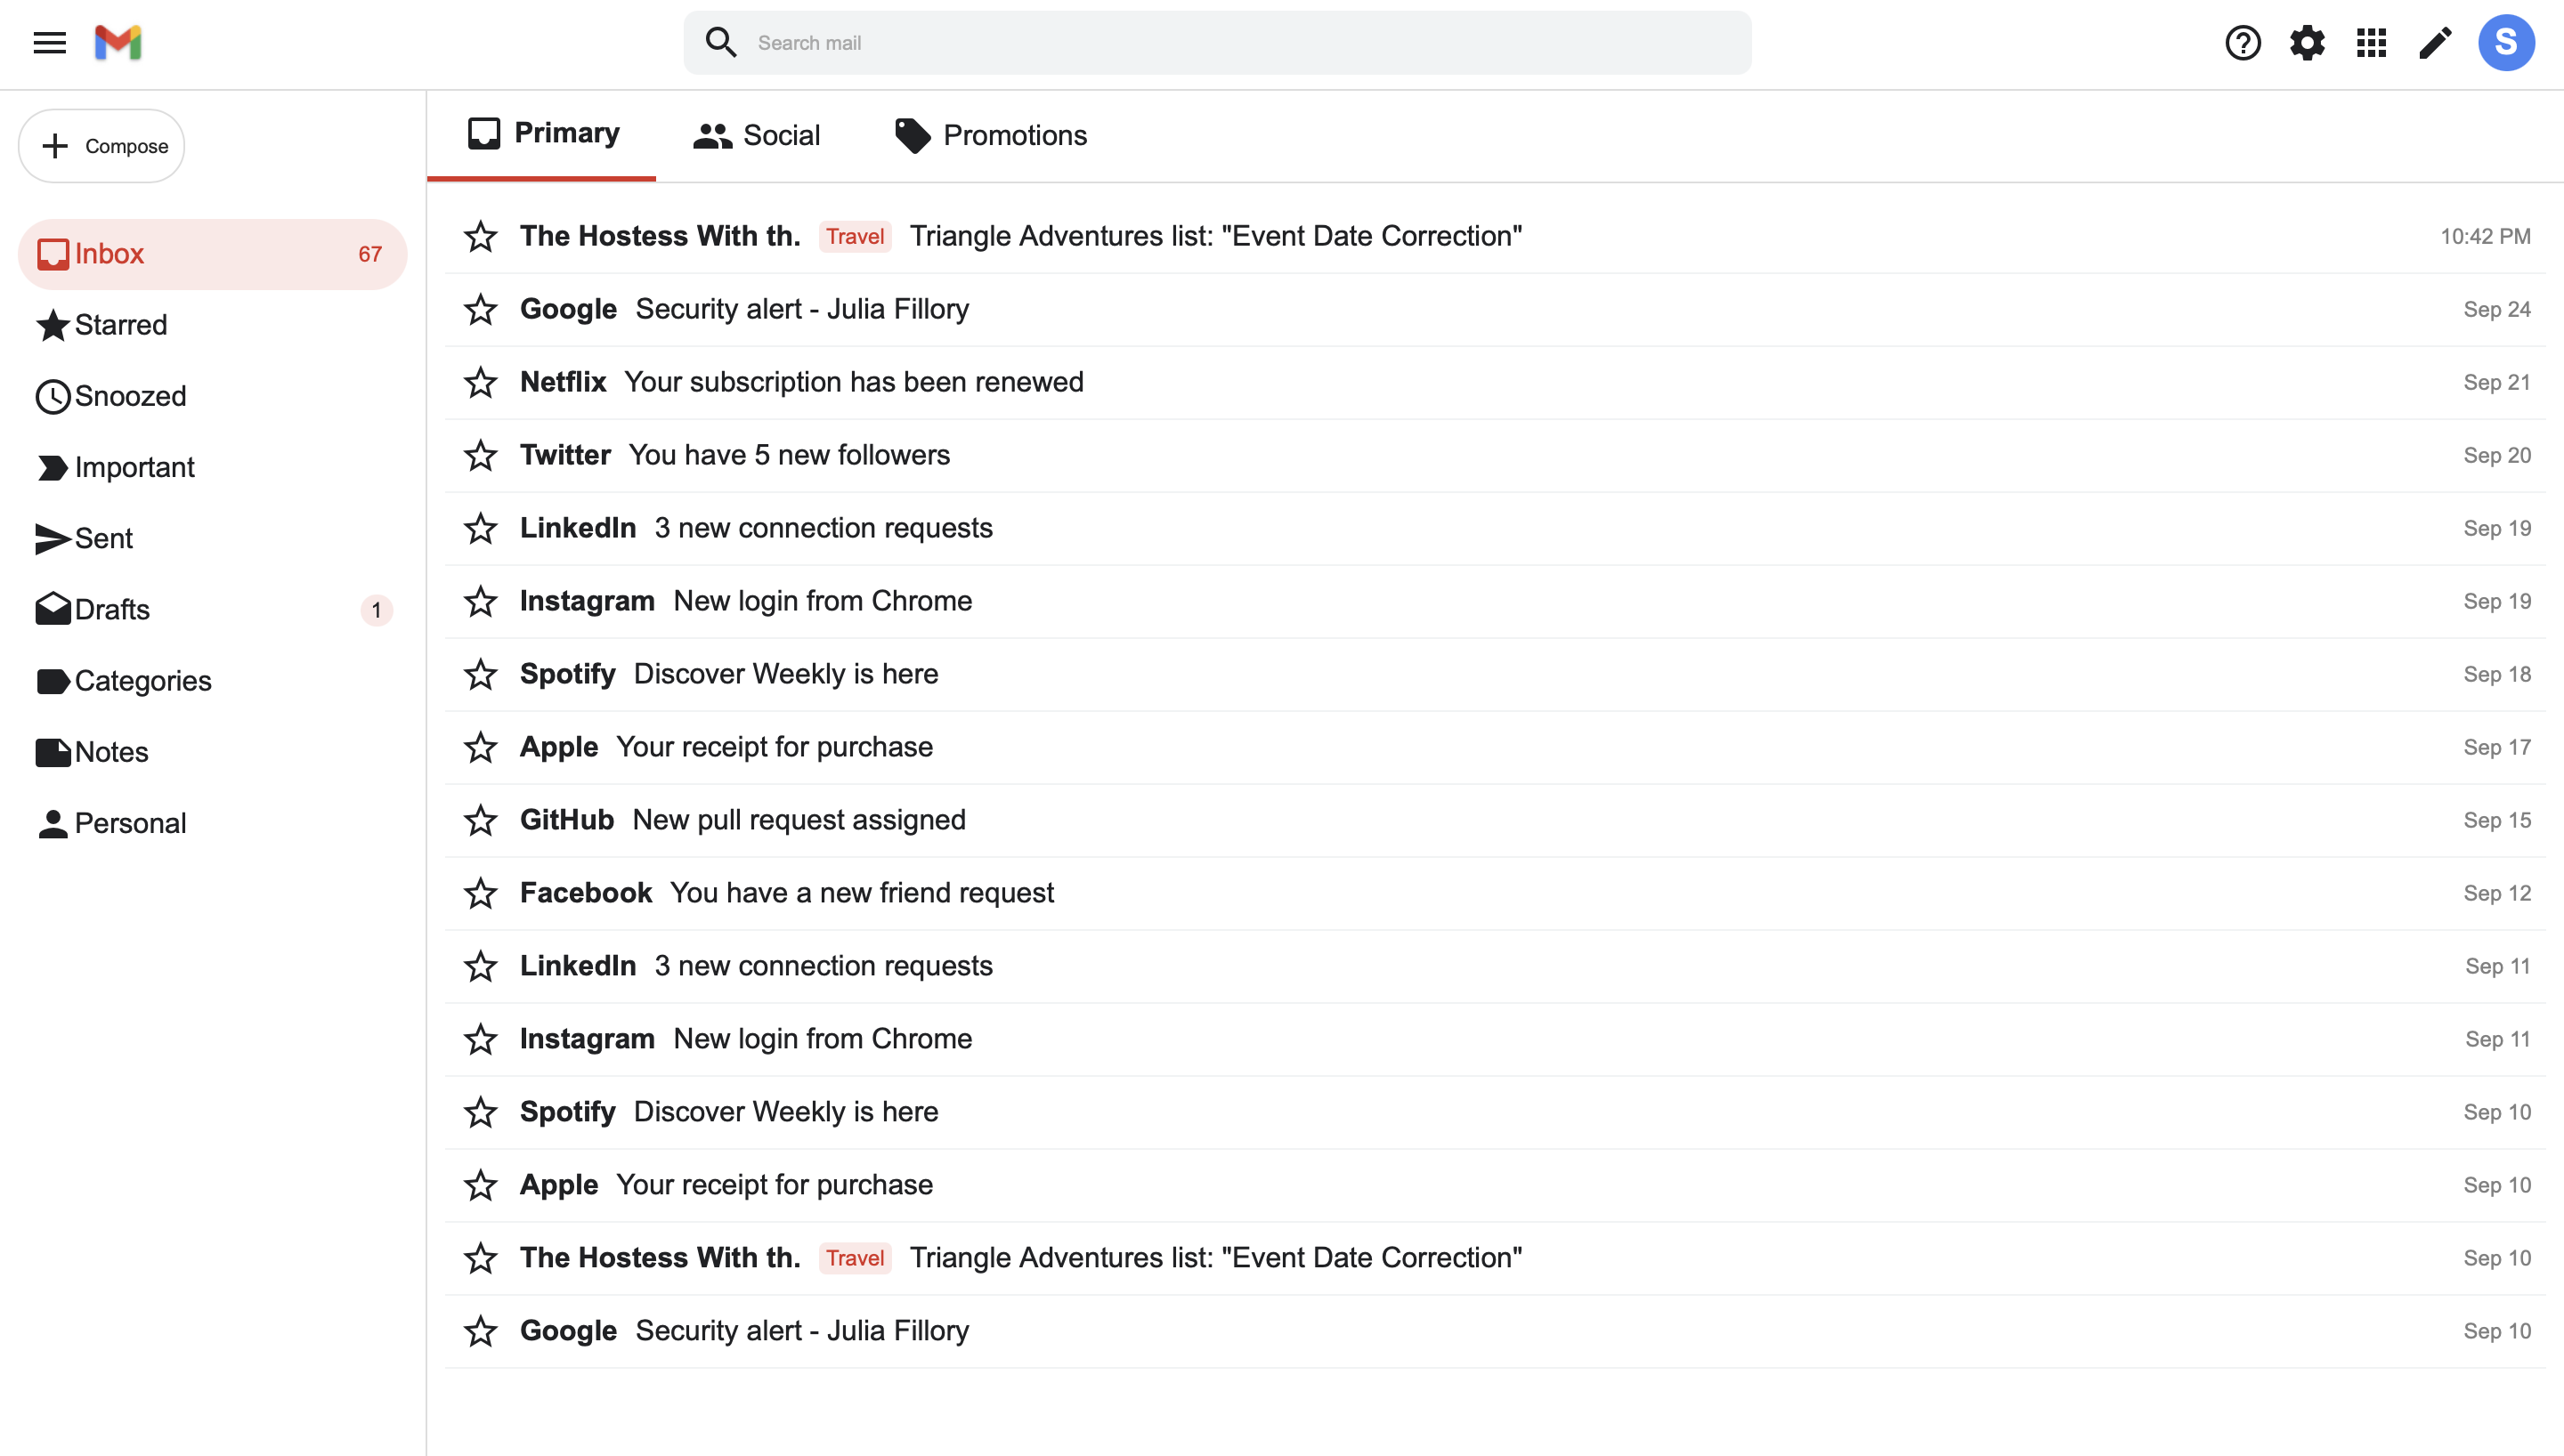 Search mail
S
Compose
Inbox 67
Starred
Snoozed
Important
Sent
Drafts 1
Categories
Notes
Personal
Primary Social Promotions
The Hostess With th. Travel Triangle Adventures list: "Event Date Correction" 10:42 PM
Google Security alert - Julia Fillory Sep 24
Netflix Your subscription has been renewed Sep 21
Twitter You have 5 new followers Sep 20
LinkedIn 3 new connection requests Sep 19
Instagram New login from Chrome Sep 19
Spotify Discover Weekly is here Sep 18
Apple Your receipt for purchase Sep 17
GitHub New pull request assigned Sep 15
Facebook You have a new friend request Sep 12
LinkedIn 3 new connection requests Sep 11
Instagram New login from Chrome Sep 11
Spotify Discover Weekly is here Sep 10
Apple Your receipt for purchase Sep 10
The Hostess With th. Travel Triangle Adventures list: "Event Date Correction" Sep 10
Google Security alert - Julia Fillory Sep 10